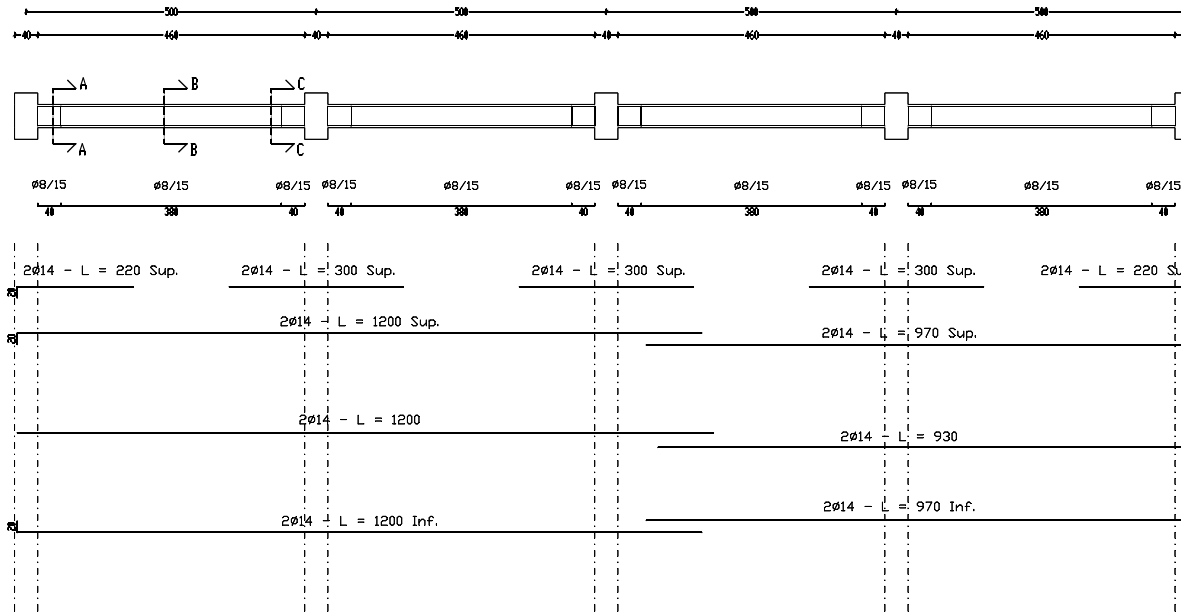 500 500 500 500
40 460 40 460 40 460 40 460
A B C
A B C
ø8/15 ø8/15 ø8/15 ø8/15 ø8/15 ø8/15 ø8/15 ø8/15 ø8/15 ø8/15 ø8/15 ø8/15
40 380 40 40 380 40 40 380 40 40 380 40
2ø14 - L = 220 Sup. 2ø14 - L = 300 Sup. 2ø14 - L = 300 Sup. 2ø14 - L = 300 Sup. 2ø14 - L = 220 Su
20
2ø14 - L = 1200 Sup.
20
2ø14 - L = 970 Sup.
2ø14 - L = 1200
2ø14 - L = 930
2ø14 - L = 970 Inf.
2ø14 - L = 1200 Inf.
20